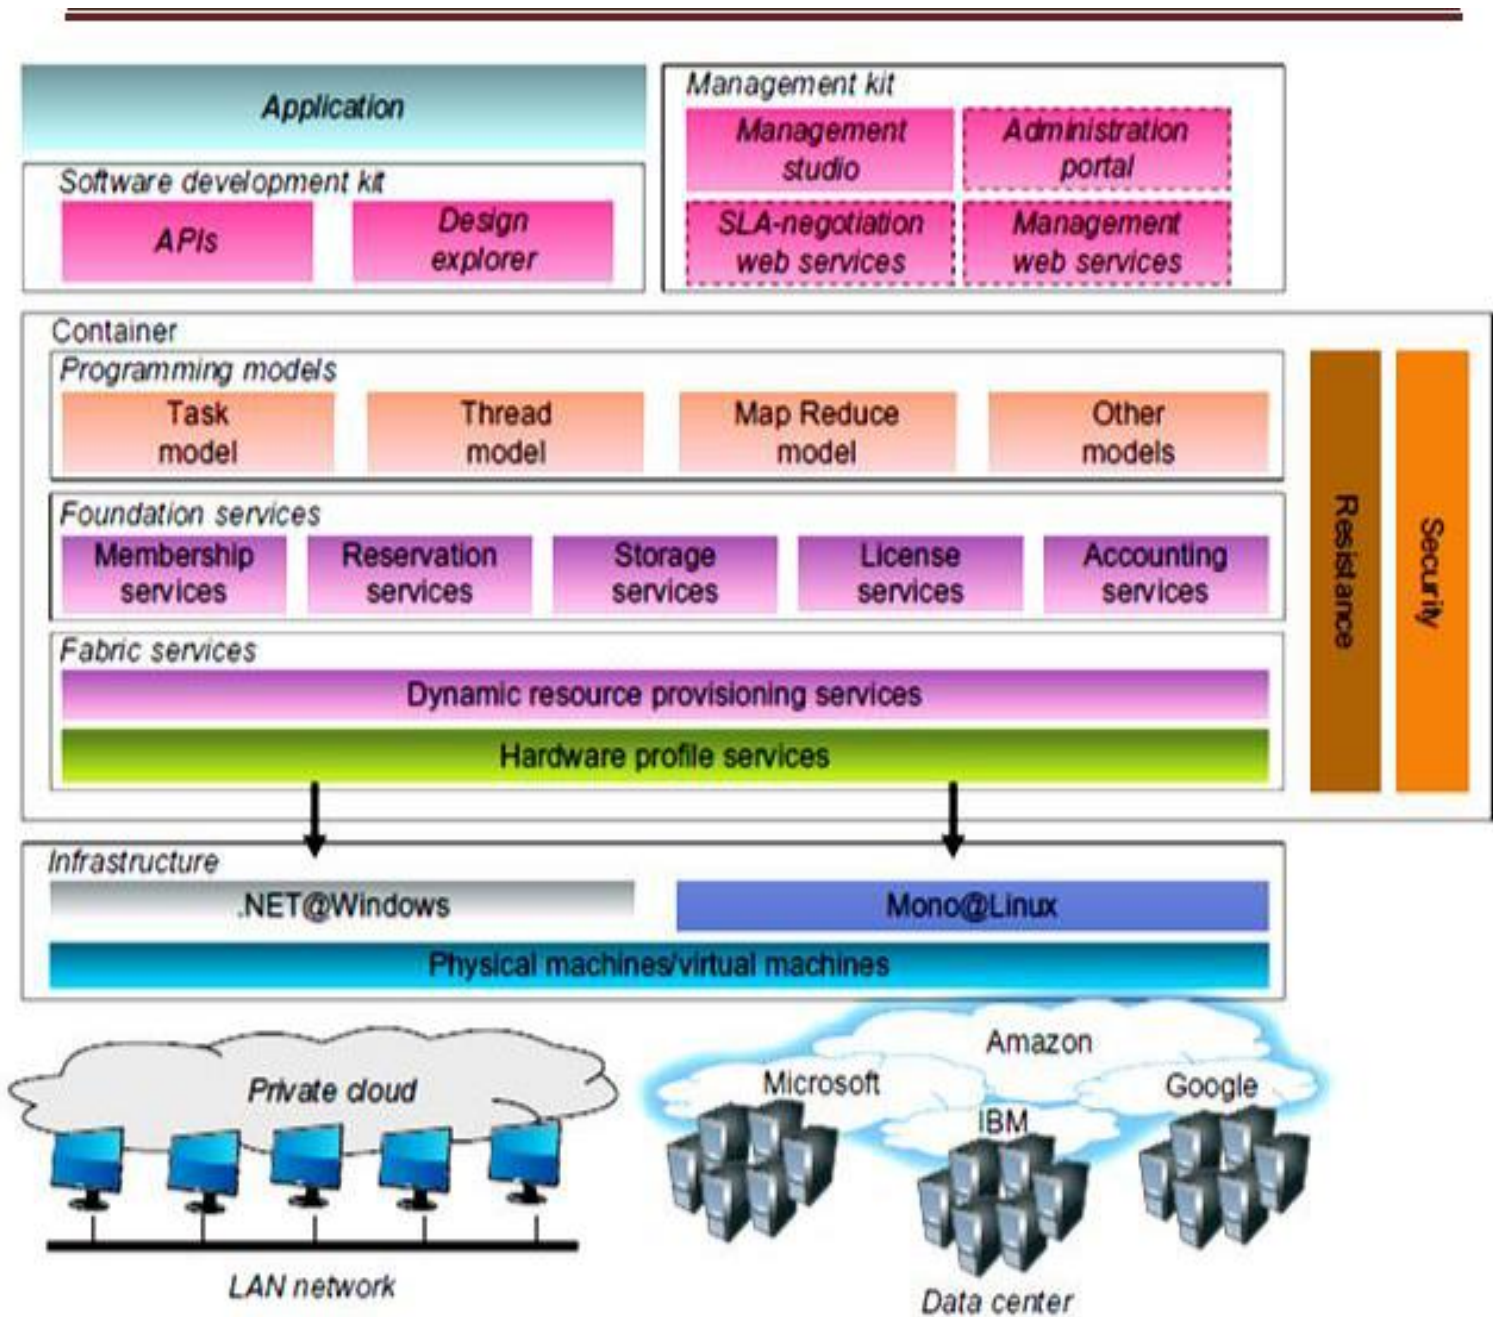 Application
Software development kit
APIs
Design
explorer
Management kit
Management
studio
Administration
portal
SLA-negotiation
web services
Management
web services
Container
Programming models
Task
model
Thread
model
Map Reduce
model
Other
models
Foundation services
Membership
services
Reservation
services
Storage
services
License
services
Accounting
services
Fabric services
Dynamic resource provisioning services
Hardware profile services
Resistance
Security
Infrastructure
.NET@Windows
Mono@Linux
Physical machines/virtual machines
Private cloud
LAN network
Amazon
Microsoft
Google
IBM
Data center